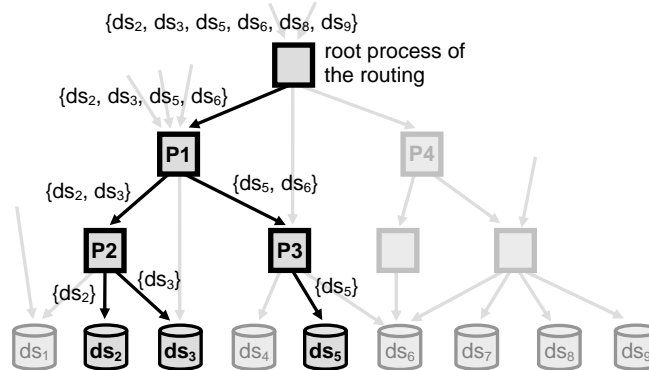 {ds2, ds3, ds5, ds6, ds8, ds9}
root process of
the routing
{ds2, ds3, ds5, ds6}
P1
P4
{ds2, ds3}
{ds5, ds6}
P2
P3
{ds2}
{ds3}
{ds5}
ds1 ds2 ds3 ds4 ds5 ds6 ds7 ds8 ds9